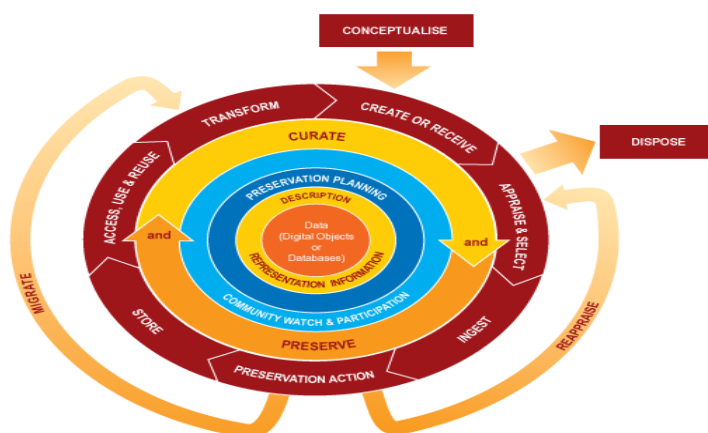 CONCEPTUALISE
DISPOSE
CREATE OR RECEIVE
APPRAISE & SELECT
INGEST
PRESERVATION ACTION
STORE
ACCESS, USE & REUSE
TRANSFORM
MIGRATE
REAPPRAISE
CURATE
and
PRESERVE
and
COMMUNITY WATCH & PARTICIPATION
PRESERVATION PLANNING
DESCRIPTION
REPRESENTATION INFORMATION
Data
(Digital Objects
or
Databases)